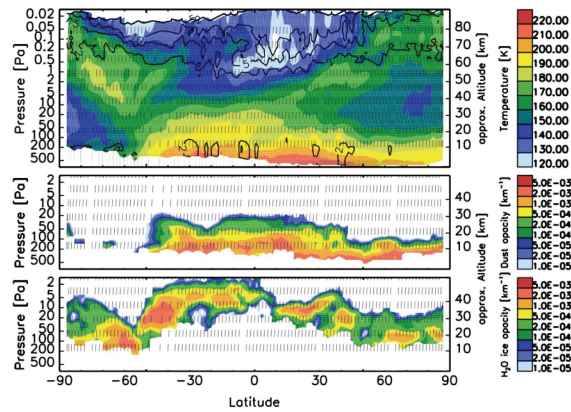 0.02
0.05
0.1
0.2
0.5
1
2
5
10
20
50
100
200
500
Pressure [Pa]
80
70
60
50
40
30
20
10
approx. Altitude [km]
220.00
210.00
200.00
190.00
180.00
170.00
160.00
150.00
140.00
130.00
120.00
Temperature [K]
2
5
10
20
50
100
200
500
Pressure [Pa]
40
30
20
10
5.0E-03
2.0E-03
1.0E-03
5.0E-04
2.0E-04
1.0E-04
5.0E-05
2.0E-05
1.0E-05
Dust opacity [km⁻¹]
2
5
10
20
50
100
200
500
Pressure [Pa]
40
30
20
10
approx. Altitude [km]
5.0E-03
2.0E-03
1.0E-03
5.0E-04
2.0E-04
1.0E-04
5.0E-05
2.0E-05
1.0E-05
H₂O ice opacity [km⁻¹]
-90 -60 -30 0 30 60 90
Latitude